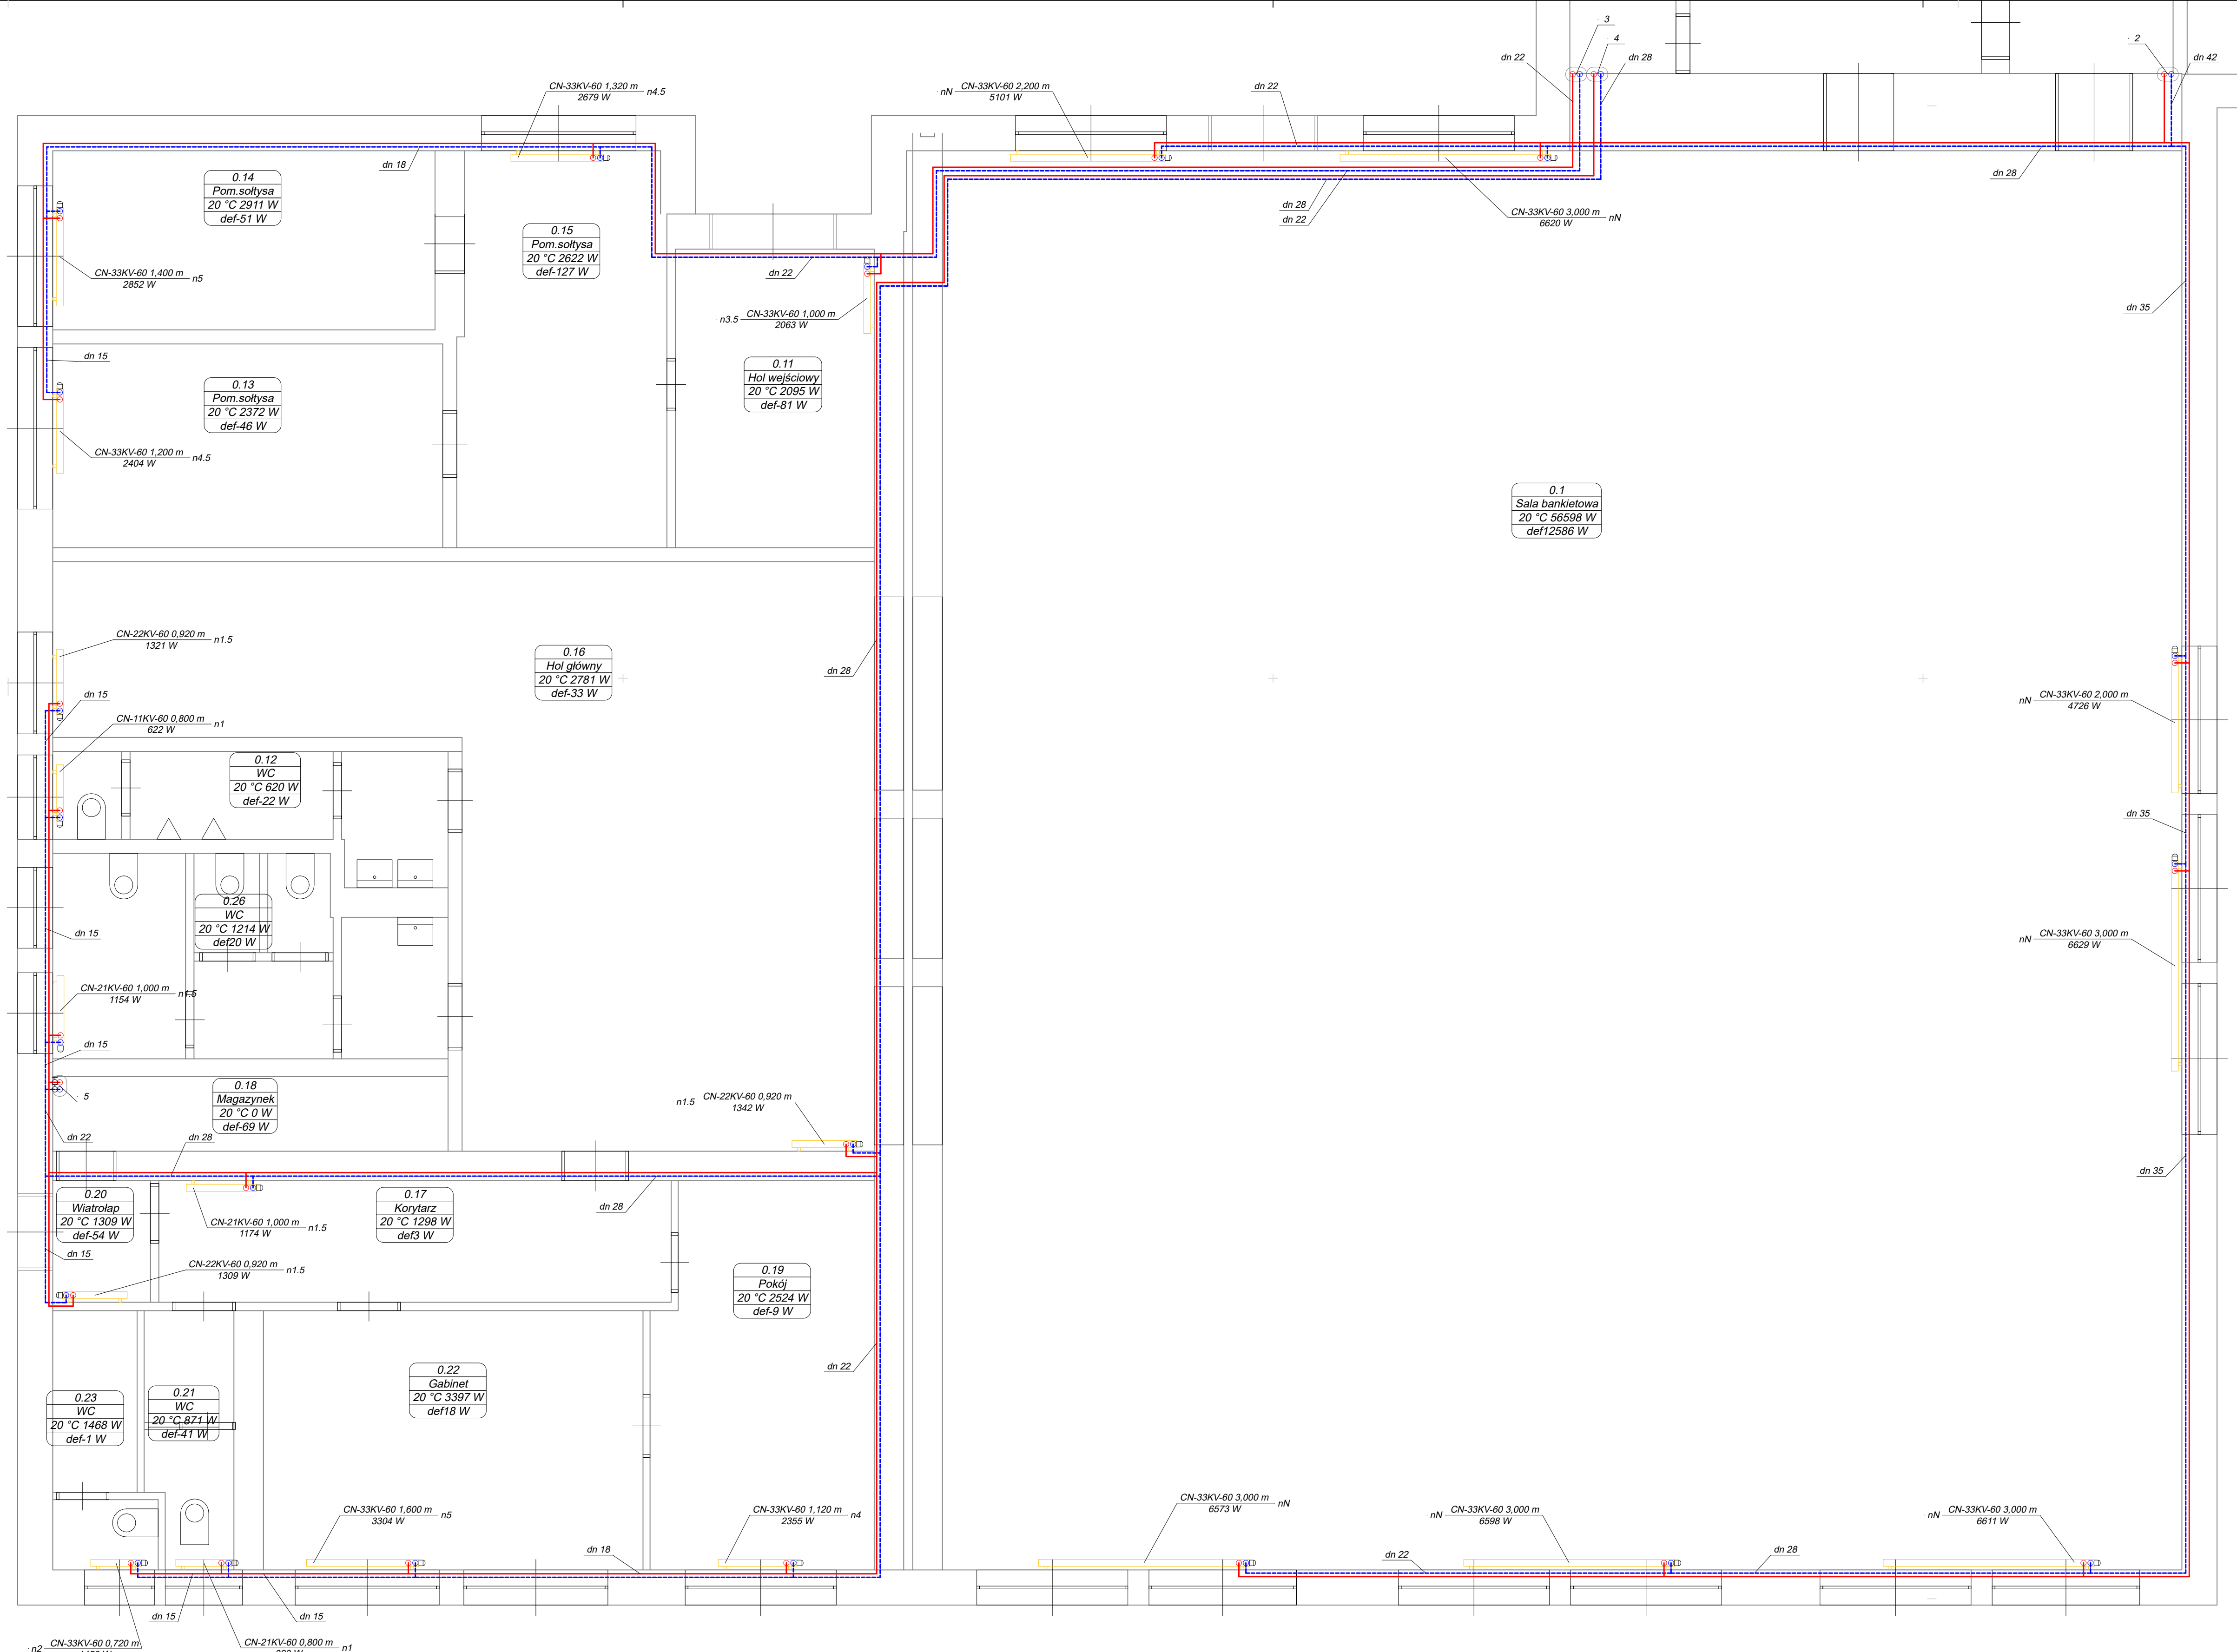 3
4
2
dn 22
dn 28
dn 42
CN-33KV-60 1,320 m
2679 W
n4.5
nN
CN-33KV-60 2,200 m
5101 W
dn 22
dn 18
dn 28
0.14
Pom.sołtysa
20 °C 2911 W
def-51 W
dn 28
dn 22
CN-33KV-60 3,000 m
6620 W
nN
0.15
Pom.sołtysa
20 °C 2622 W
def-127 W
dn 22
CN-33KV-60 1,400 m
2852 W
n5
n3.5
CN-33KV-60 1,000 m
2063 W
dn 35
dn 15
0.11
Hol wejściowy
20 °C 2095 W
def-81 W
0.13
Pom.sołtysa
20 °C 2372 W
def-46 W
CN-33KV-60 1,200 m
2404 W
n4.5
0.1
Sala bankietowa
20 °C 56598 W
def12586 W
CN-22KV-60 0,920 m
1321 W
n1.5
0.16
Hol główny
20 °C 2781 W
def-33 W
dn 28
dn 15
nN
CN-33KV-60 2,000 m
4726 W
CN-11KV-60 0,800 m
622 W
n1
0.12
WC
20 °C 620 W
def-22 W
dn 35
0.26
WC
20 °C 1214 W
def20 W
dn 15
nN
CN-33KV-60 3,000 m
6629 W
CN-21KV-60 1,000 m
1154 W
n1.5
dn 15
0.18
Magazynek
20 °C 0 W
def-69 W
5
n1.5
CN-22KV-60 0,920 m
1342 W
dn 22
dn 28
dn 35
0.20
Wiatrołap
20 °C 1309 W
def-54 W
0.17
Korytarz
20 °C 1298 W
def3 W
dn 28
CN-21KV-60 1,000 m
1174 W
n1.5
dn 15
CN-22KV-60 0,920 m
1309 W
n1.5
0.19
Pokój
20 °C 2524 W
def-9 W
dn 22
0.22
Gabinet
20 °C 3397 W
def18 W
0.23
WC
20 °C 1468 W
def-1 W
0.21
WC
20 °C 871 W
def-41 W
CN-33KV-60 1,600 m
3304 W
n5
CN-33KV-60 1,120 m
2355 W
n4
CN-33KV-60 3,000 m
6573 W
nN
nN
CN-33KV-60 3,000 m
6598 W
nN
CN-33KV-60 3,000 m
6611 W
dn 18
dn 22
dn 28
dn 15
dn 15
n2
CN-33KV-60 0,720 m
CN-21KV-60 0,800 m
n1